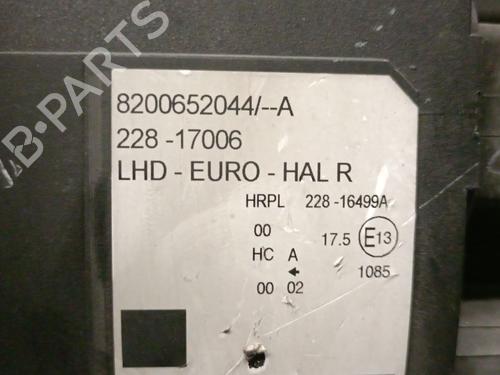 B-PARTS
8200652044/--A
228 -17006
LHD - EURO - HAL R
HRPL 228 -16499A
00 17.5 E13
HC A 1085
00 02